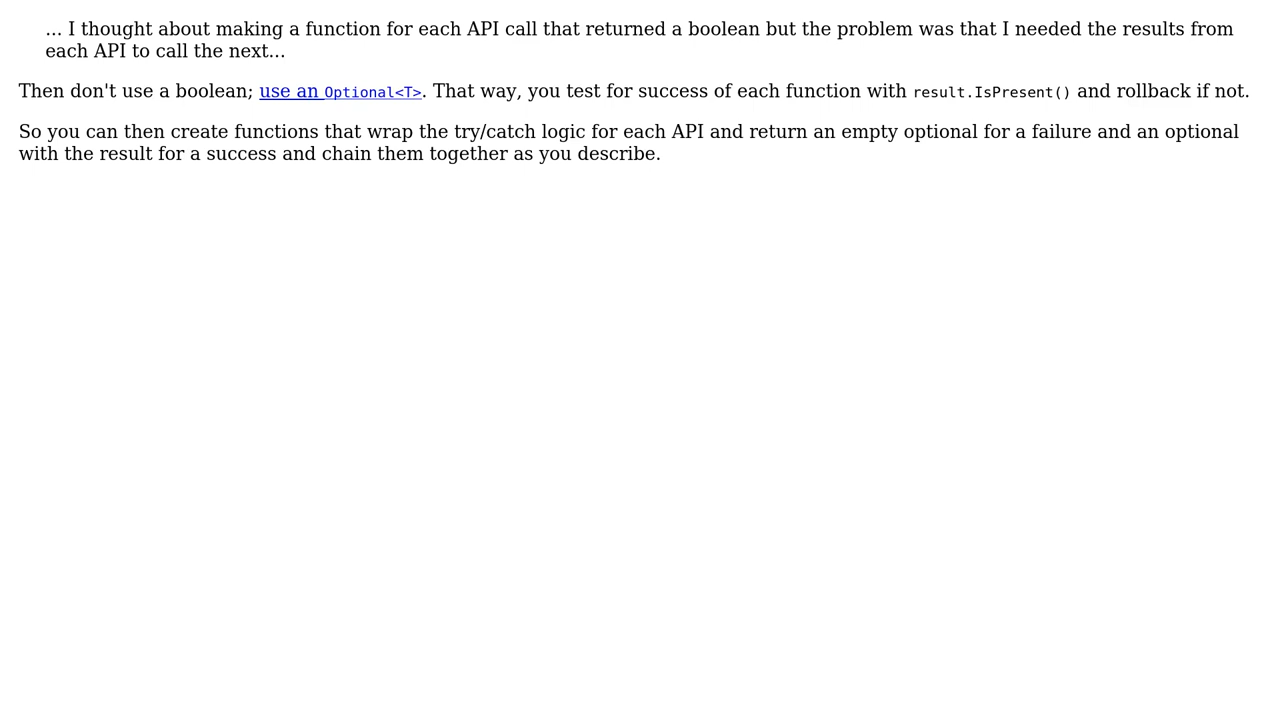 ... I thought about making a function for each API call that returned a boolean but the problem was that I needed the results from
each API to call the next...
Then don't use a boolean; use an Optional<T>. That way, you test for success of each function with result.IsPresent() and rollback if not.
So you can then create functions that wrap the try/catch logic for each API and return an empty optional for a failure and an optional
with the result for a success and chain them together as you describe.